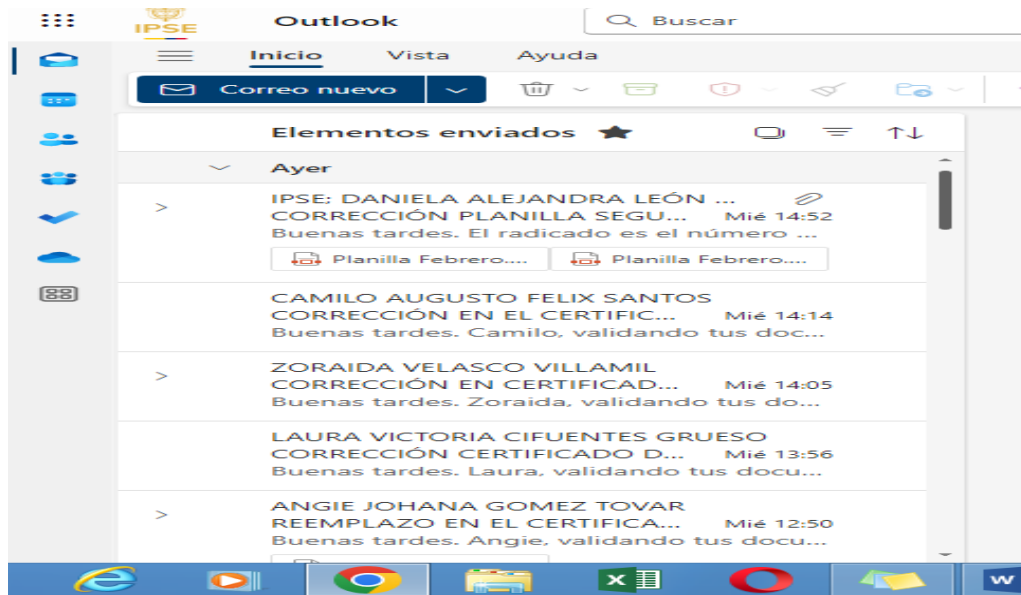 IPSE
Outlook
Buscar
Inicio Vista Ayuda
Correo nuevo
Elementos enviados
Ayer
IPSE; DANIELA ALEJANDRA LEÓN ...
CORRECCIÓN PLANILLA SEGU... Mié 14:52
Buenas tardes. El radicado es el número ...
Planilla Febrero.... Planilla Febrero....
CAMILO AUGUSTO FELIX SANTOS
CORRECCIÓN EN EL CERTIFIC... Mié 14:14
Buenas tardes. Camilo, validando tus doc...
ZORAIDA VELASCO VILLAMIL
CORRECCIÓN EN CERTIFICAD... Mié 14:05
Buenas tardes. Zoraida, validando tus do...
LAURA VICTORIA CIFUENTES GRUESO
CORRECCIÓN CERTIFICADO D... Mié 13:56
Buenas tardes. Laura, validando tus docu...
ANGIE JOHANA GOMEZ TOVAR
REEMPLAZO EN EL CERTIFICA... Mié 12:50
Buenas tardes. Angie, validando tus docu...